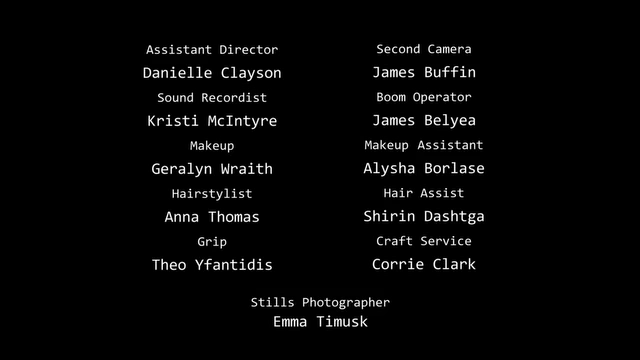 Assistant Director
Danielle Clayson
Sound Recordist
Kristi McIntyre
Makeup
Geralyn Wraith
Hairstylist
Anna Thomas
Grip
Theo Yfantidis
Second Camera
James Buffin
Boom Operator
James Belyea
Makeup Assistant
Alysha Borlase
Hair Assist
Shirin Dashtga
Craft Service
Corrie Clark
Stills Photographer
Emma Timusk